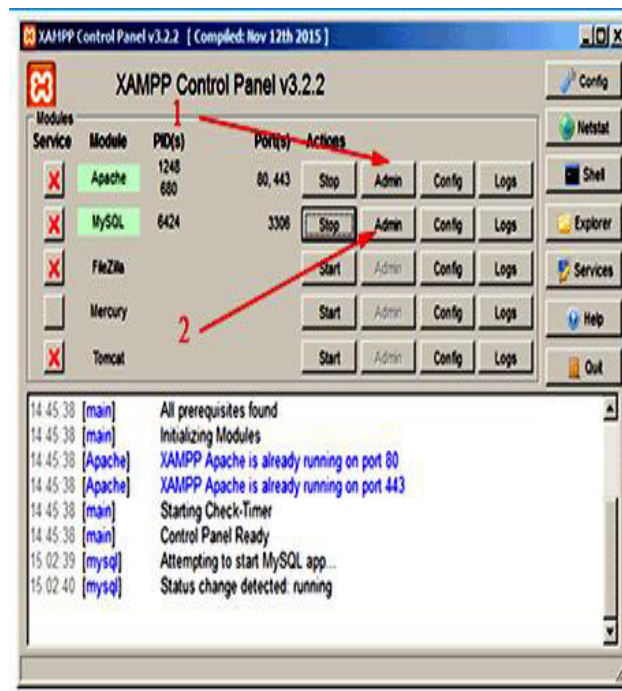 XAMPP Control Panel v3.2.2 [ Compiled: Nov 12th 2015 ]
XAMPP Control Panel v3.2.2
Config
1
Modules
Service Module PID(s) Port(s) Actions
Netstat
Apache 1248 680 80, 443 Stop Admin Config Logs
Shell
MySQL 6424 3306 Stop Admin Config Logs
Explorer
FileZilla Start Admin Config Logs
Services
Mercury Start Admin Config Logs
Help
2
Tomcat Start Admin Config Logs
Quit
14:45:38 [main] All prerequisites found
14:45:38 [main] Initializing Modules
14:45:38 [Apache] XAMPP Apache is already running on port 80
14:45:38 [Apache] XAMPP Apache is already running on port 443
14:45:38 [main] Starting Check-Timer
14:45:38 [main] Control Panel Ready
15:02:39 [mysql] Attempting to start MySQL app...
15:02:40 [mysql] Status change detected: running